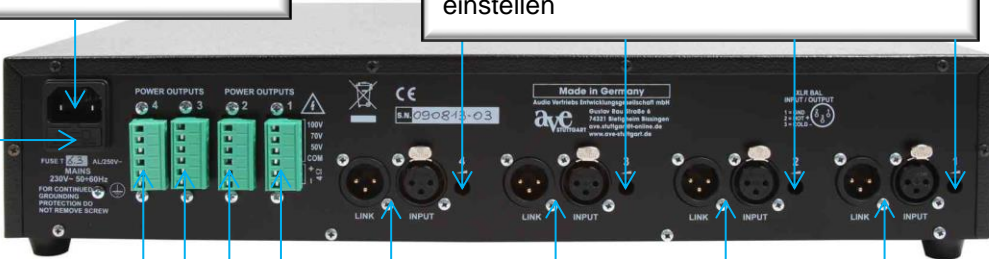 einstellen
POWER OUTPUTS POWER OUTPUTS
4 3 2 1
100V
70V
50V
COM
+
-
4 Ω
FUSE T 6.3 AL/250V~
MAINS
230V~ 50÷60Hz
FOR CONTINUED
GROUNDING
PROTECTION DO
NOT REMOVE SCREW
CE
S.N. 090813-03
Made in Germany
Audio Vertriebs Entwicklungsgesellschaft mbH
Gustav Rau Straße 6
74321 Bietigheim Bissingen
ave.stuttgart@t-online.de
www.ave-stuttgart.de
ave
STUTTGART
XLR BAL
INPUT / OUTPUT
1 = GND
2 = HOT +
3 = COLD -
4 3 2 1
LINK INPUT LINK INPUT LINK INPUT LINK INPUT